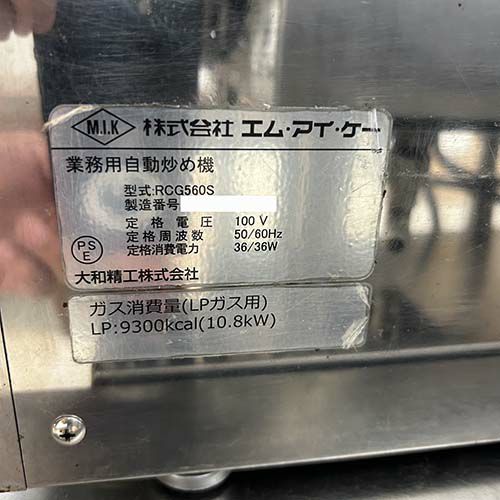 M.I.K 株式会社 エム・アイ・ケー
業務用自動炒め機
型式:RCG560S
製造番号
定格電圧 100 V
定格周波数 50/60Hz
定格消費電力 36/36W
PS
E
大和精工株式会社
ガス消費量(LPガス用)
LP:9300kcal(10.8kW)